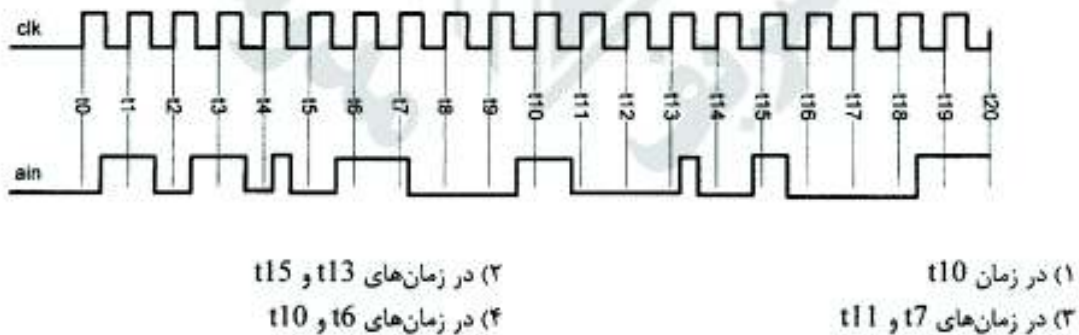 clk
t0 t1 t2 t3 t4 t5 t6 t7 t8 t9 t10 t11 t12 t13 t14 t15 t16 t17 t18 t19 t20
ain
۱) در زمان t10
۲) در زمان‌های t13 و t15
۳) در زمان‌های t7 و t11
۴) در زمان‌های t6 و t10